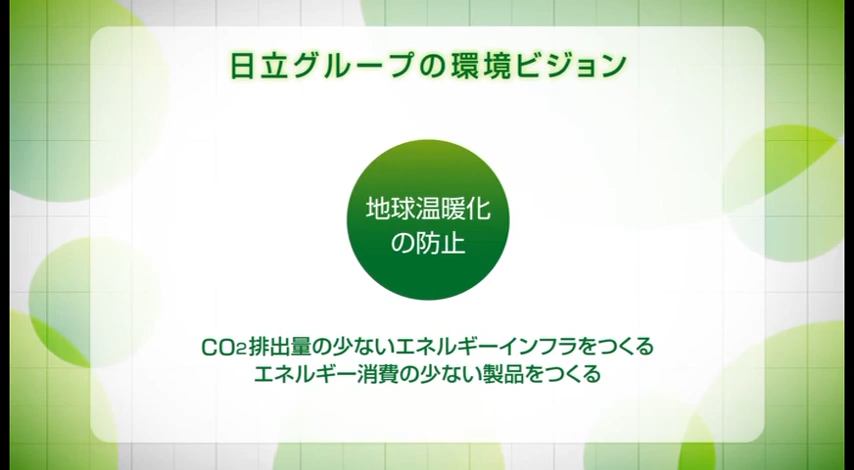 日立グループの環境ビジョン
地球温暖化
の防止
CO2排出量の少ないエネルギーインフラをつくる
エネルギー消費の少ない製品をつくる